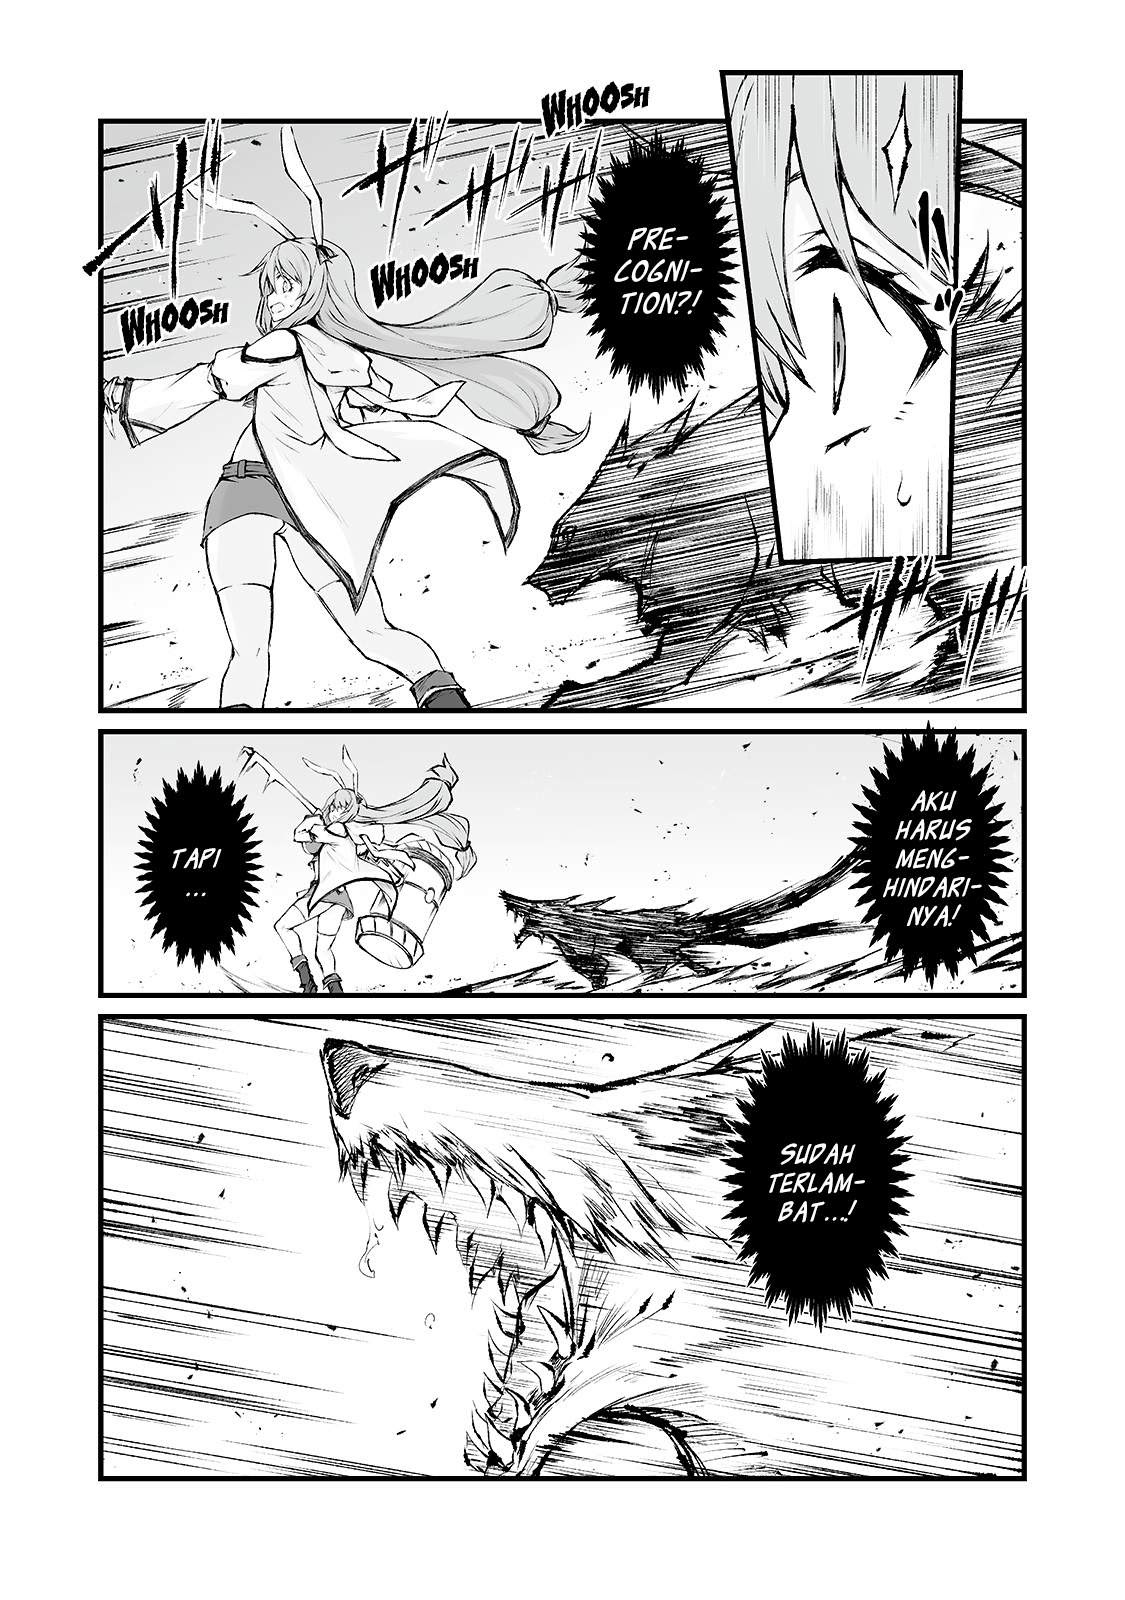 WHOOSH
PRE-
COGNI-
TION?!
WHOOSH
WHOOSH
AKU
HARUS
MENG-
HINDARI-
NYA!
TAPI
...
SUDAH
TERLAM-
BAT...!